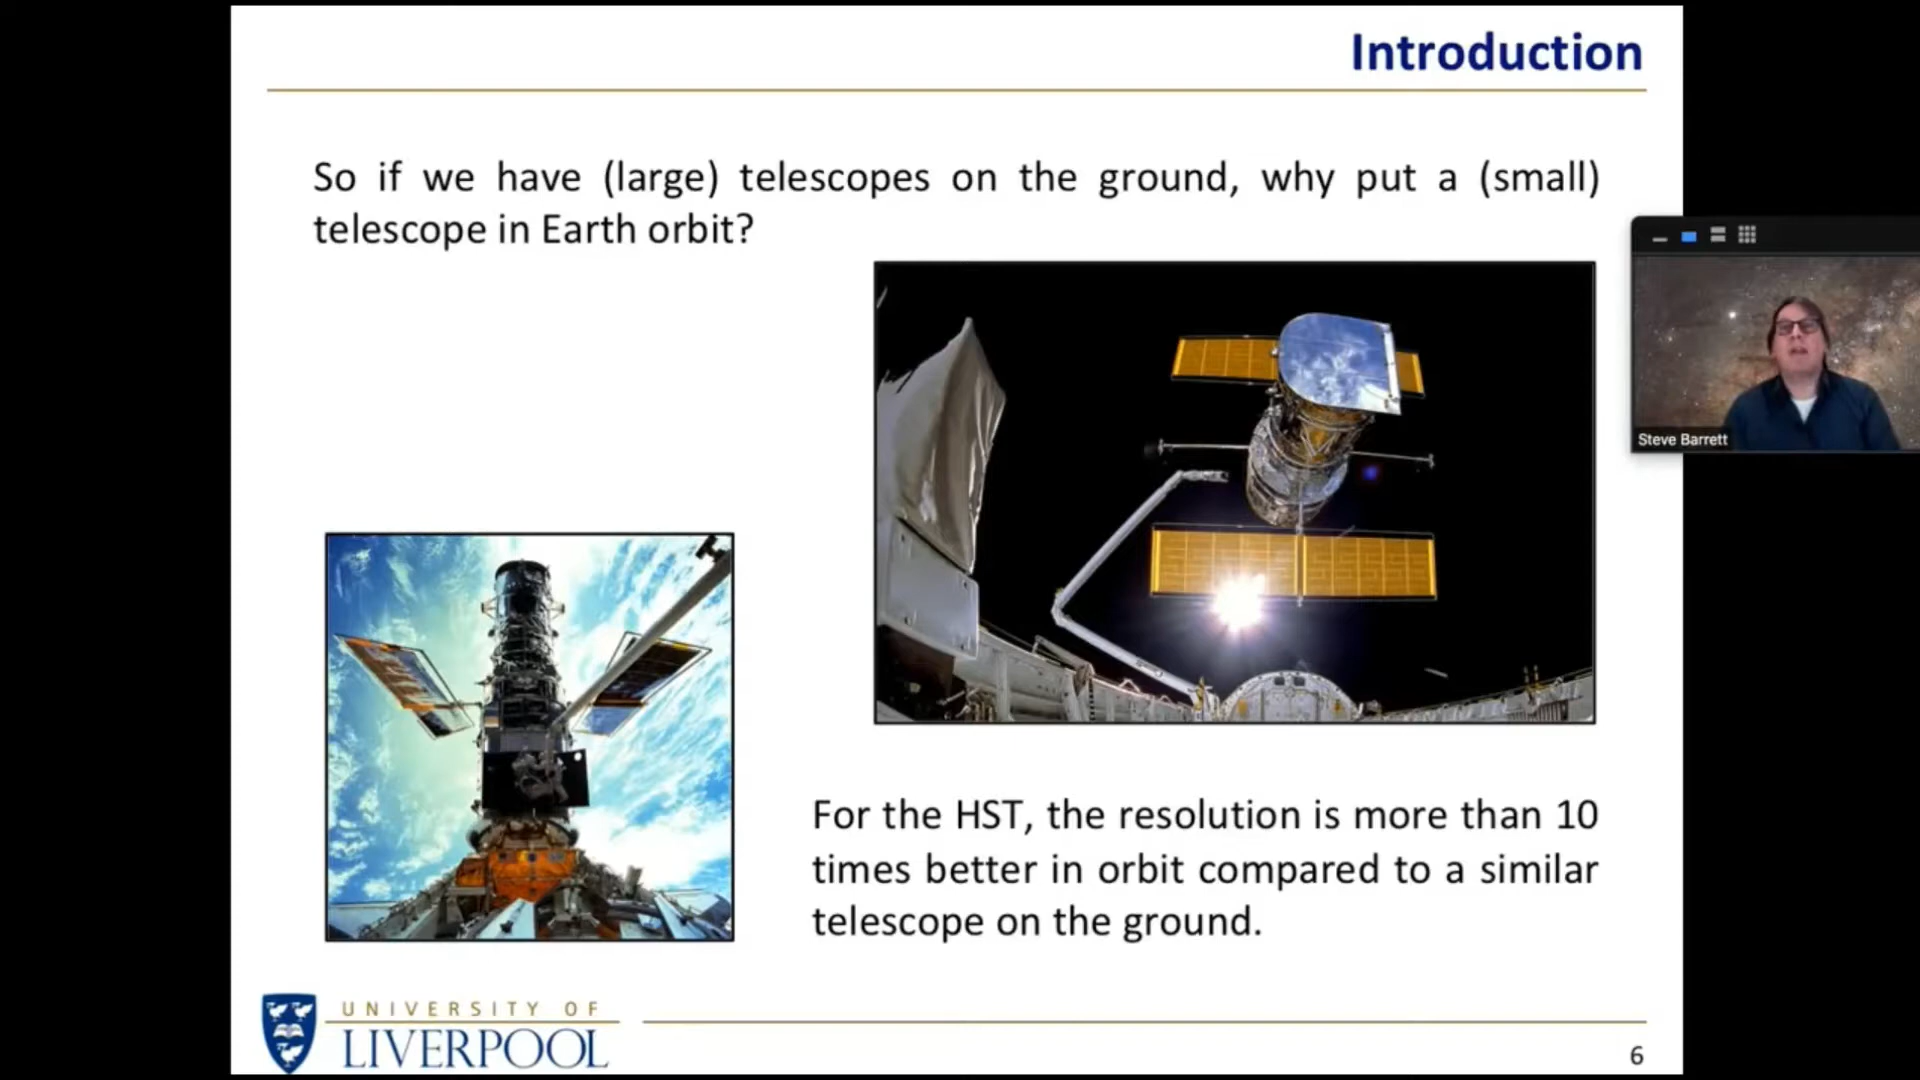 Introduction
So if we have (large) telescopes on the ground, why put a (small)
telescope in Earth orbit?
Steve Barrett
For the HST, the resolution is more than 10
times better in orbit compared to a similar
telescope on the ground.
UNIVERSITY OF
LIVERPOOL
6